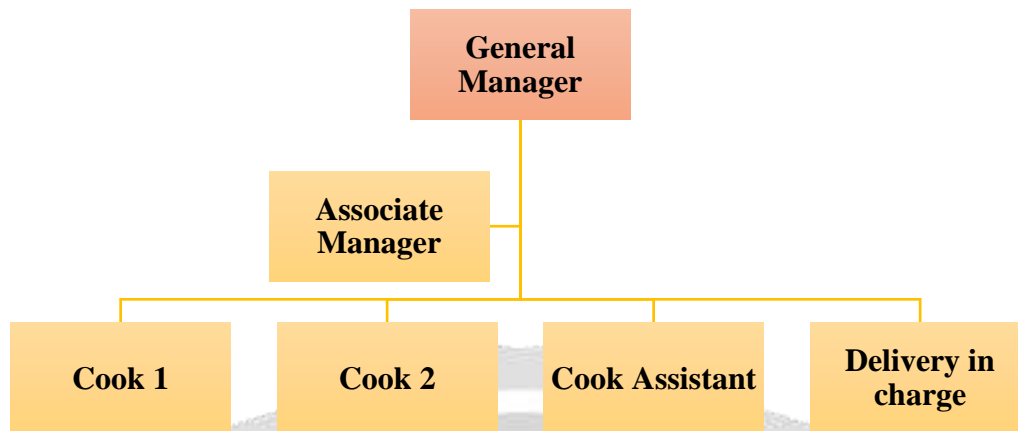 General
Manager
Associate
Manager
Cook 1
Cook 2
Cook Assistant
Delivery in
charge